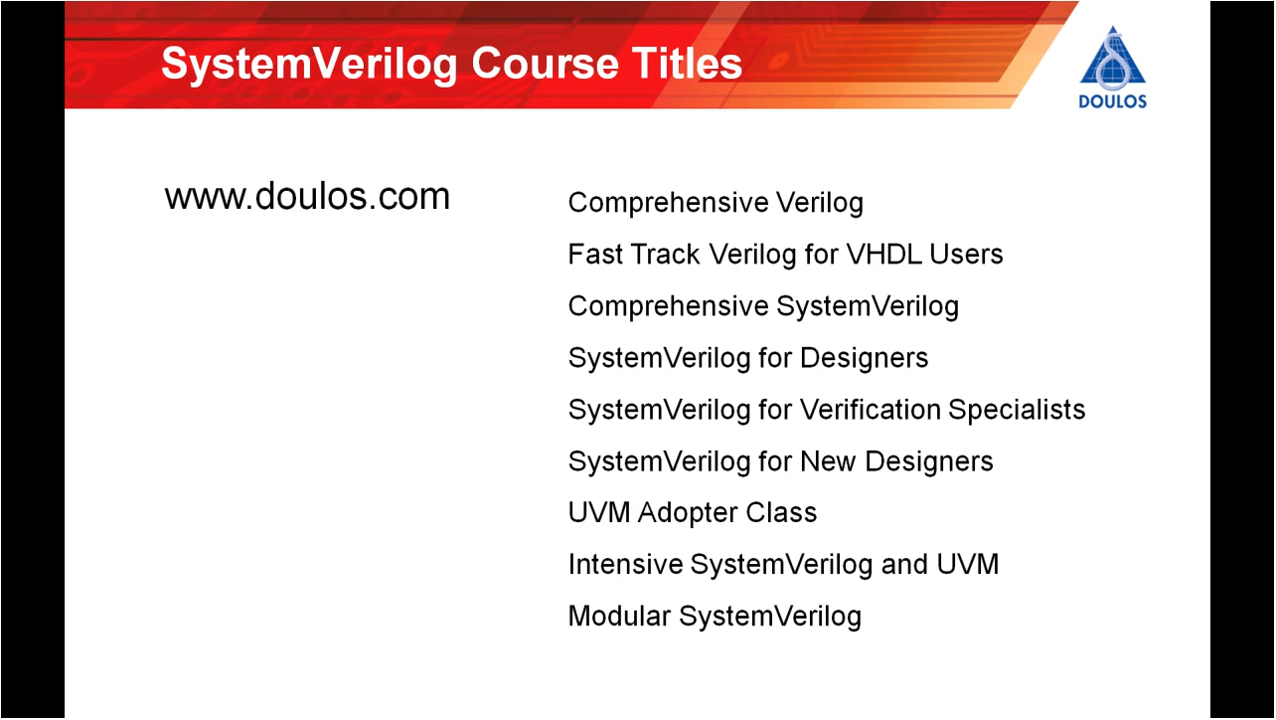 SystemVerilog Course Titles
DOULOS
www.doulos.com
Comprehensive Verilog
Fast Track Verilog for VHDL Users
Comprehensive SystemVerilog
SystemVerilog for Designers
SystemVerilog for Verification Specialists
SystemVerilog for New Designers
UVM Adopter Class
Intensive SystemVerilog and UVM
Modular SystemVerilog